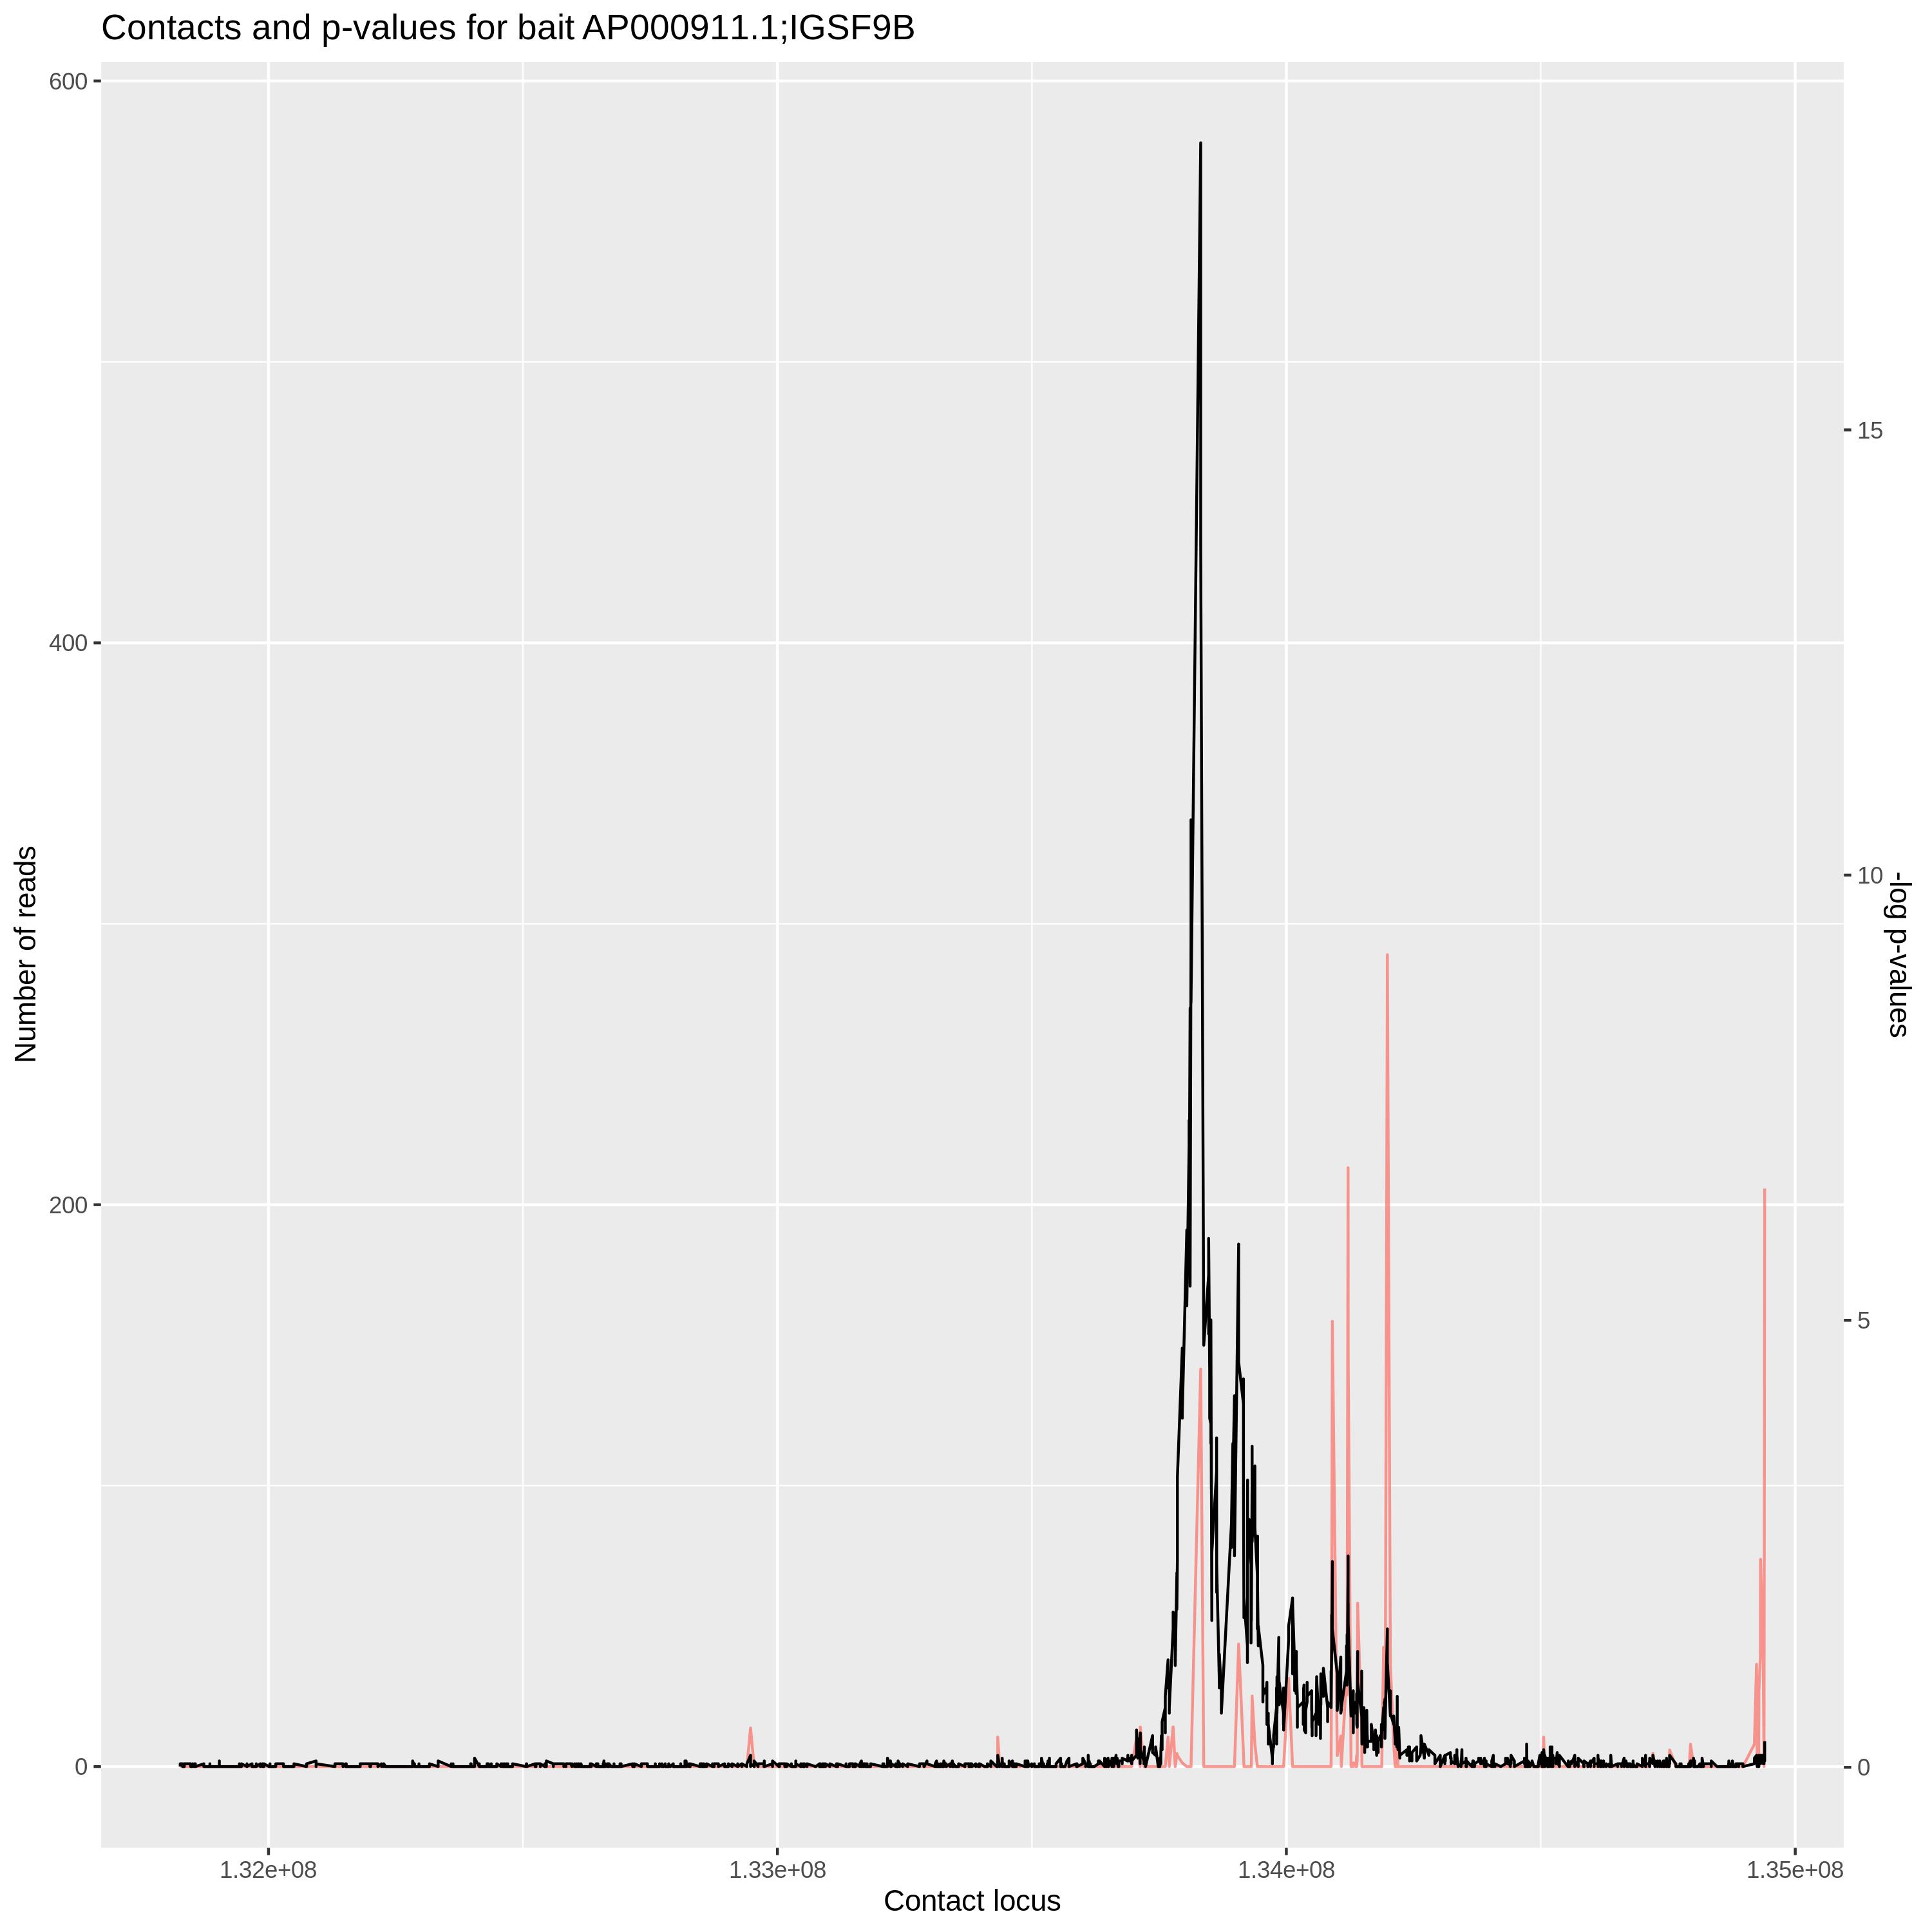 Contacts and p-values for bait AP000911.1;IGSF9B
600
400
200
0
Number of reads
15
10
5
0
-log p-values
1.32e+08
1.33e+08
1.34e+08
1.35e+08
Contact locus